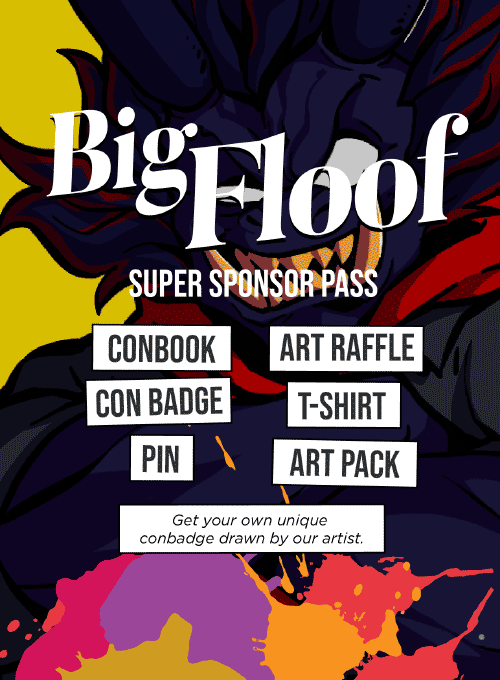 Big
Floof
SUPER SPONSOR PASS
CONBOOK
ART RAFFLE
CON BADGE
T-SHIRT
PIN
ART PACK
Get your own unique
conbadge drawn by our artist.